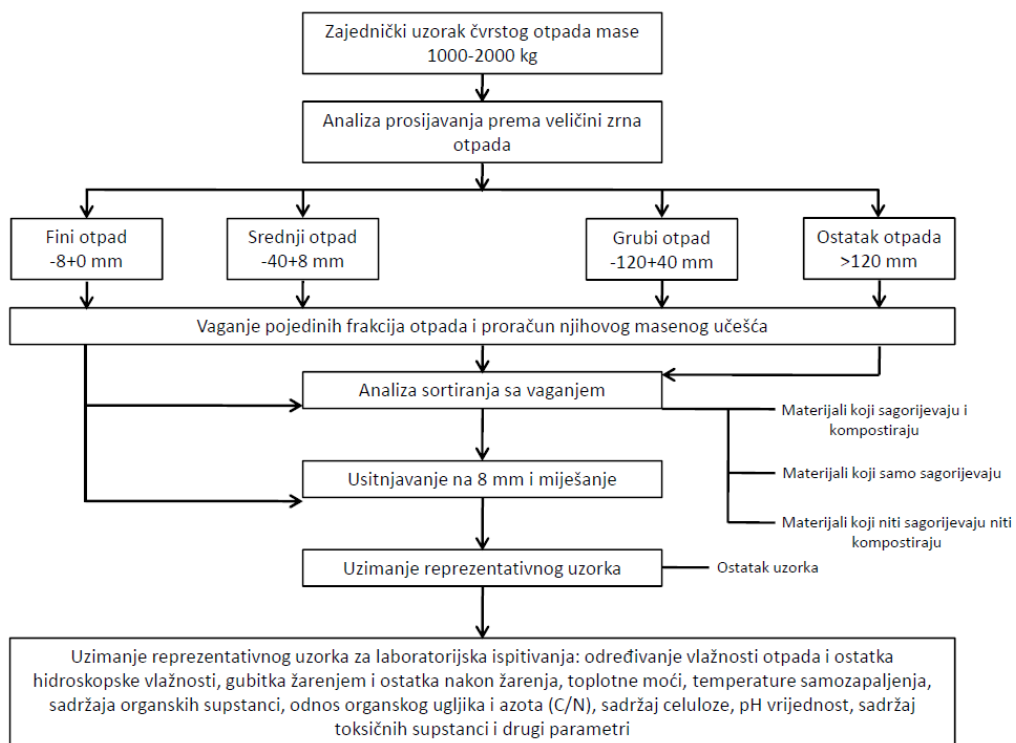 Zajednički uzorak čvrstog otpada mase
1000-2000 kg
Analiza prosijavanja prema veličini zrna
otpada
Fini otpad
-8+0 mm
Srednji otpad
-40+8 mm
Grubi otpad
-120+40 mm
Ostatak otpada
>120 mm
Vaganje pojedinih frakcija otpada i proračun njihovog masenog učešća
Analiza sortiranja sa vaganjem
Materijali koji sagorijevaju i
kompostiraju
Materijali koji samo sagorijevaju
Materijali koji niti sagorijevaju niti
kompostiraju
Usitnjavanje na 8 mm i miješanje
Uzimanje reprezentativnog uzorka
Ostatak uzorka
Uzimanje reprezentativnog uzorka za laboratorijska ispitivanja: određivanje vlažnosti otpada i ostatka
hidroskopske vlažnosti, gubitka žarenjem i ostatka nakon žarenja, toplotne moći, temperature samozapaljenja,
sadržaja organskih supstanci, odnos organskog ugljika i azota (C/N), sadržaj celuloze, pH vrijednost, sadržaj
toksičnih supstanci i drugi parametri